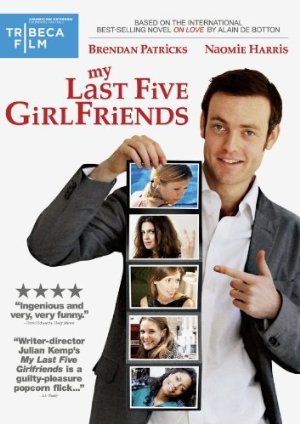 TRIBECA
FILM
BASED ON THE INTERNATIONAL
BEST-SELLING NOVEL ON LOVE BY ALAIN DE BOTTON
BRENDAN PATRICKS NAOMIE HARRIS
my
LAST FIVE
GiRLFRiENDS
"Ingenious and
very, very funny."
"Writer-director
Julian Kemp's
My Last Five
Girlfriends is a
guilty-pleasure
popcorn flick..."